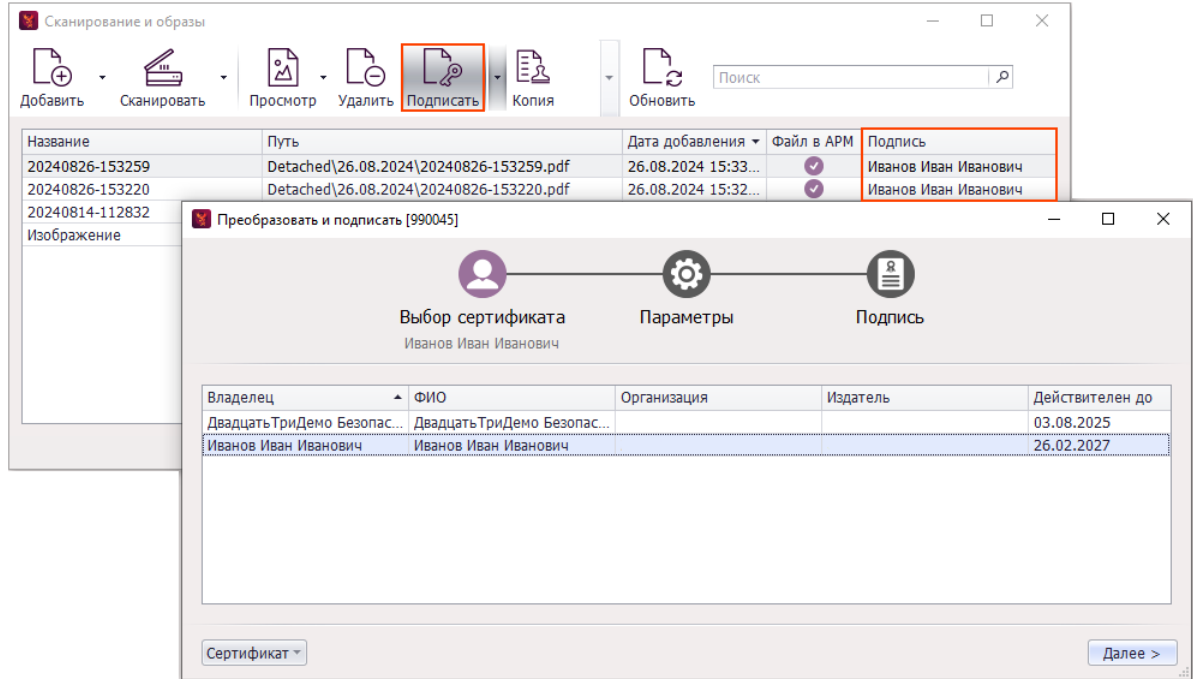 Сканирование и образы
Добавить Сканировать Просмотр Удалить Подписать Копия Обновить Поиск
Название Путь Дата добавления Файл в АРМ Подпись
20240826-153259 Detached\26.08.2024\20240826-153259.pdf 26.08.2024 15:33... Иванов Иван Иванович
20240826-153220 Detached\26.08.2024\20240826-153220.pdf 26.08.2024 15:32... Иванов Иван Иванович
20240814-112832
Изображение
Преобразовать и подписать [990045]
Выбор сертификата Параметры Подпись
Иванов Иван Иванович
Владелец ФИО Организация Издатель Действителен до
ДвадцатьТриДемо Безопас... ДвадцатьТриДемо Безопас... 03.08.2025
Иванов Иван Иванович Иванов Иван Иванович 26.02.2027
Сертификат Далее >